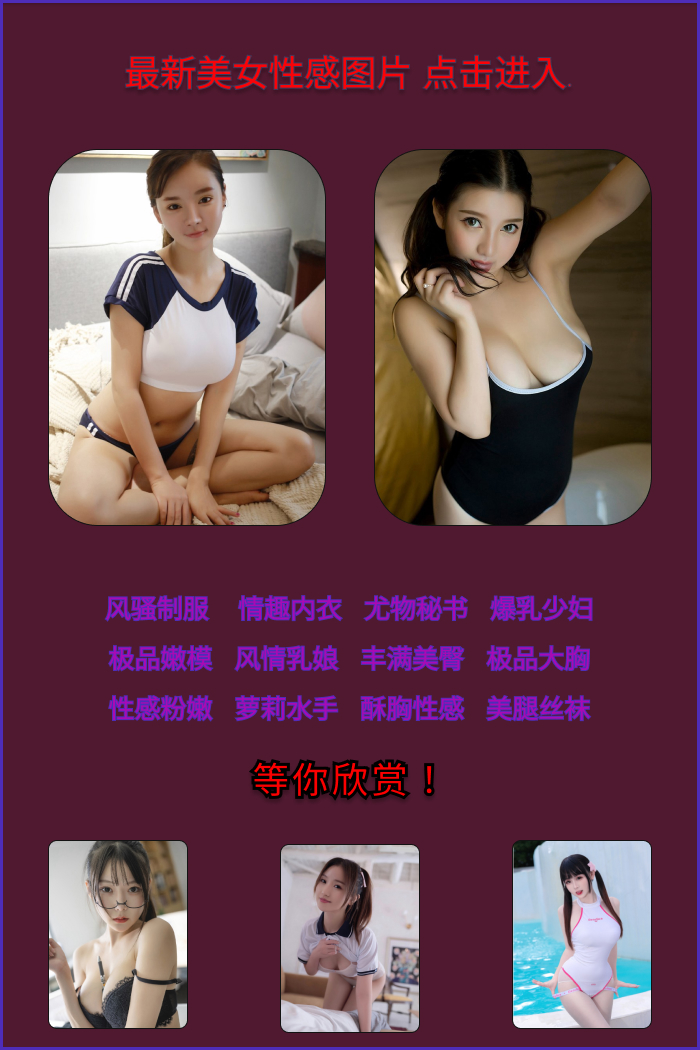 最新美女性感图片 点击进入
风骚制服 情趣内衣 尤物秘书 爆乳少妇
极品嫩模 风情乳娘 丰满美臀 极品大胸
性感粉嫩 萝莉水手 酥胸性感 美腿丝袜
等你欣赏！